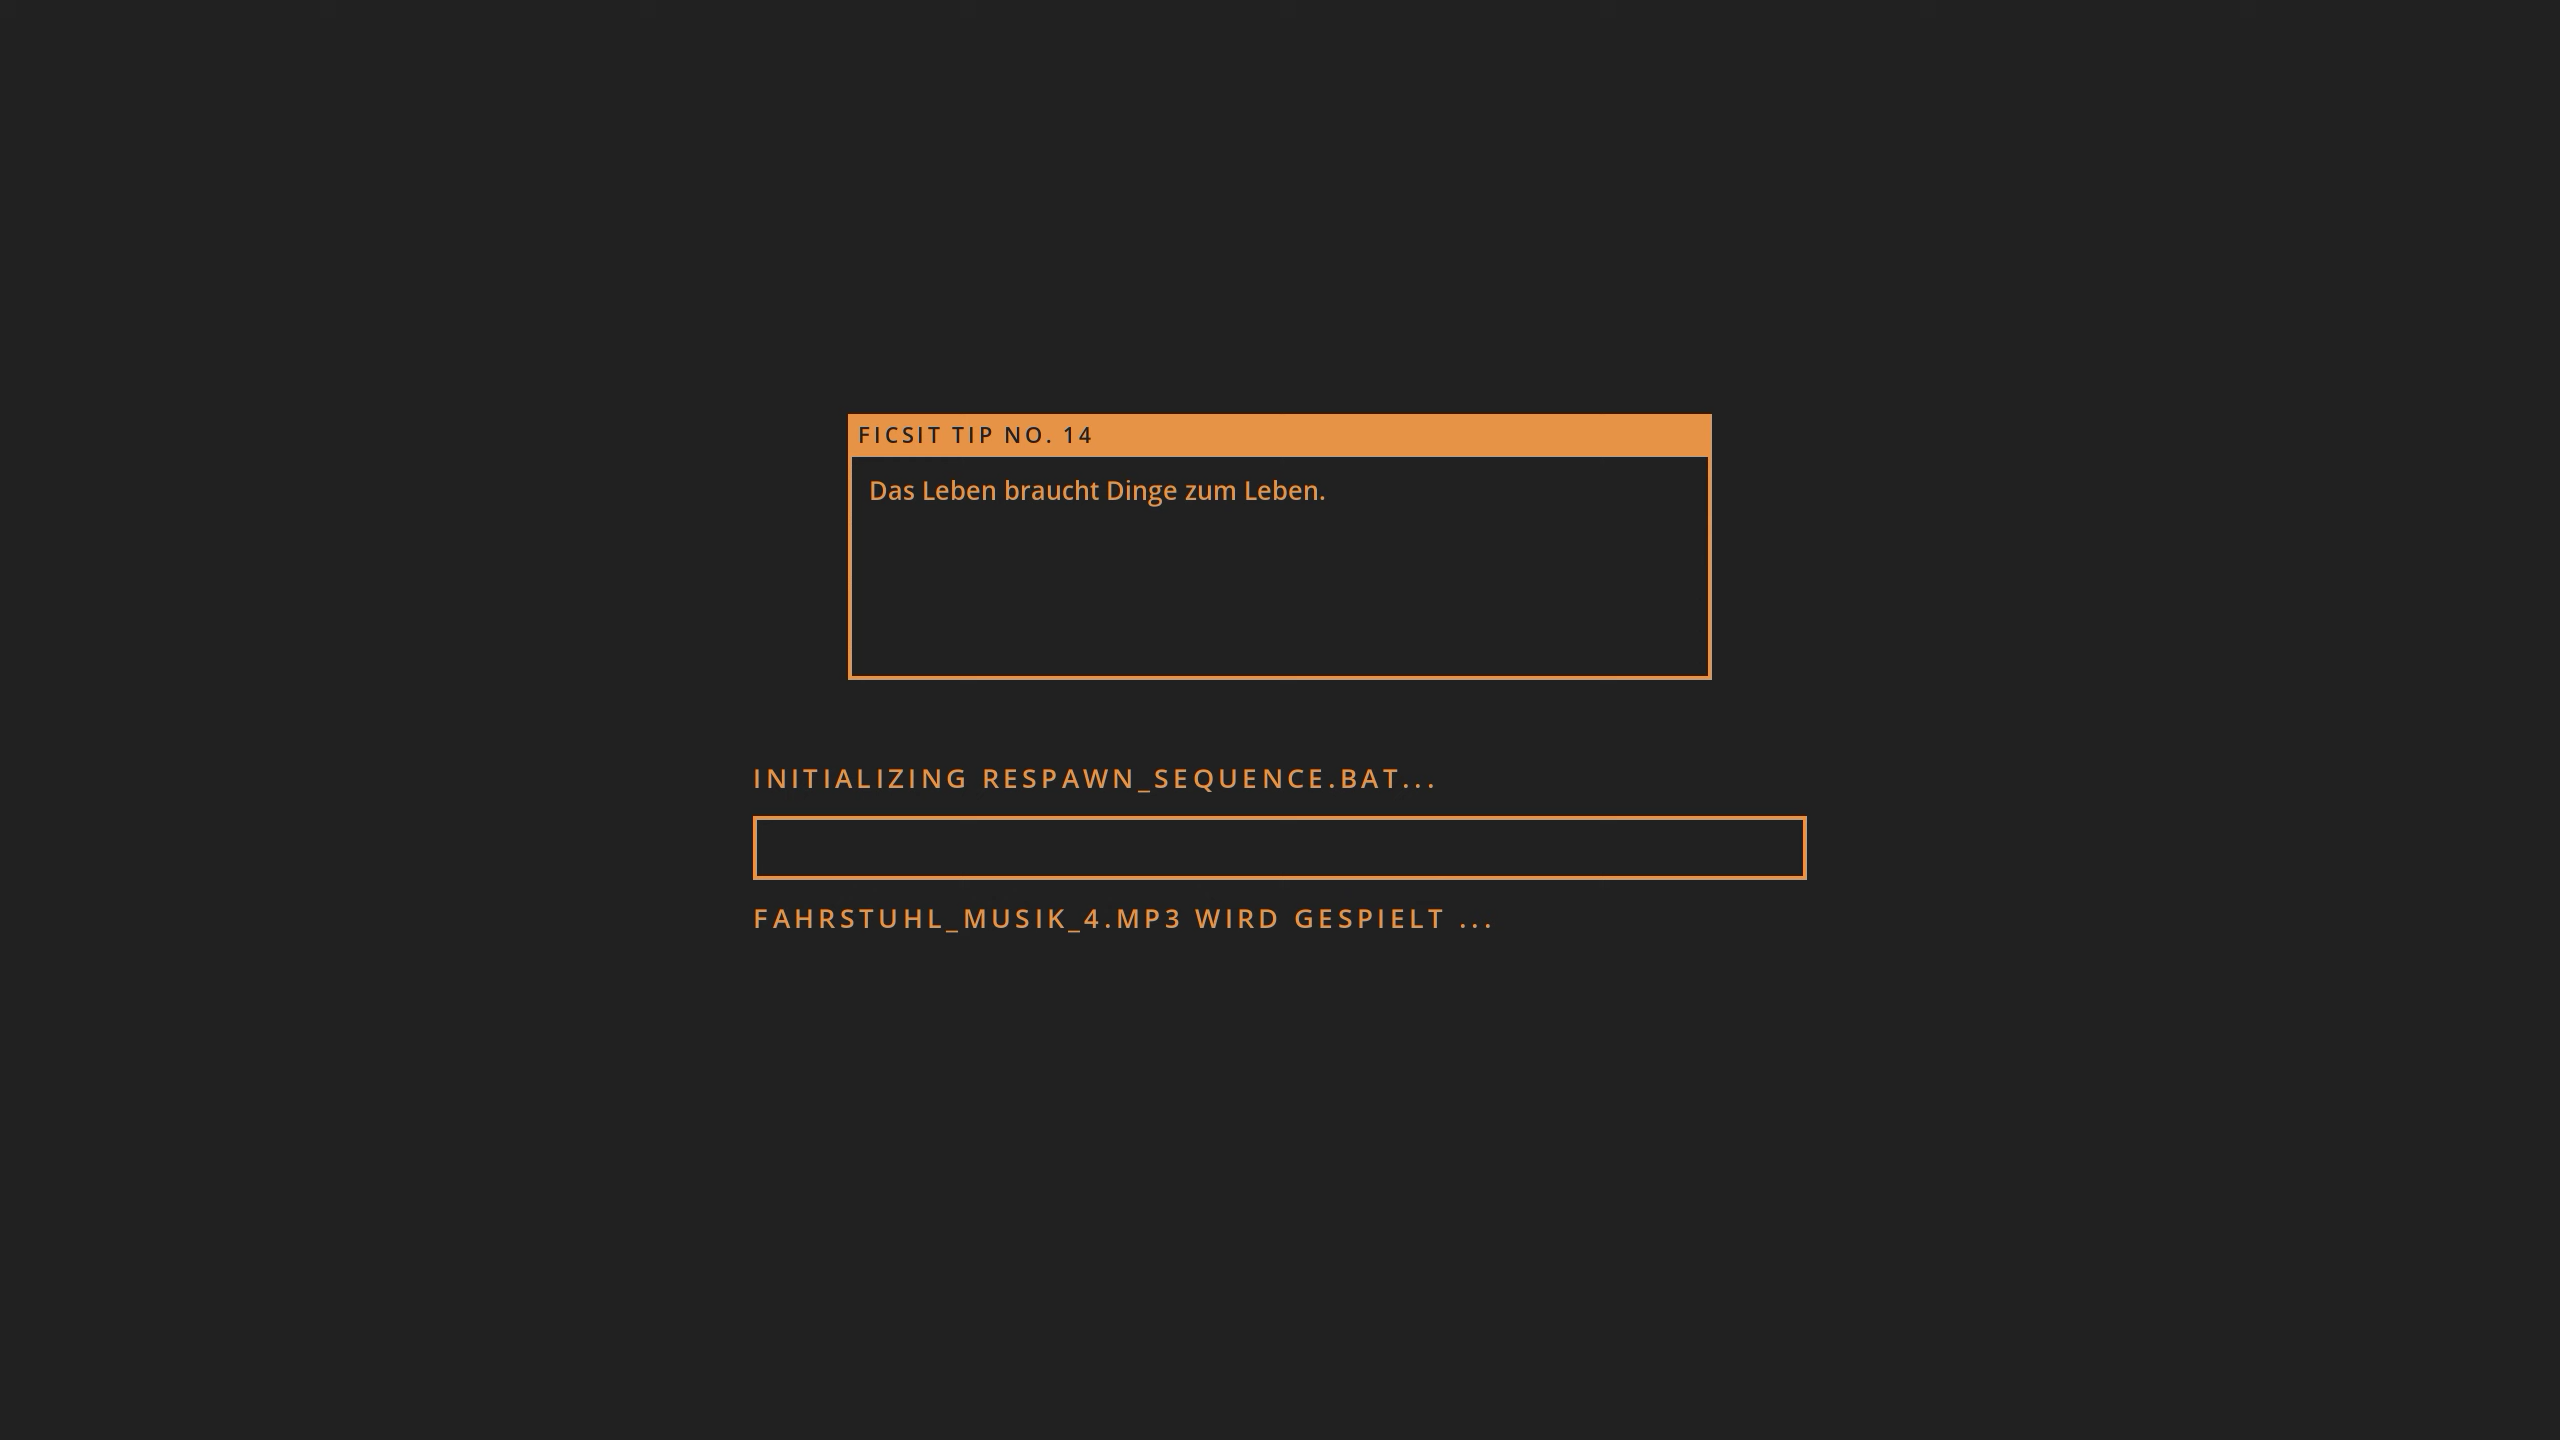 FICSIT TIP NO. 14
Das Leben braucht Dinge zum Leben.
INITIALIZING RESPAWN_SEQUENCE.BAT...
FAHRSTUHL_MUSIK_4.MP3 WIRD GESPIELT ...